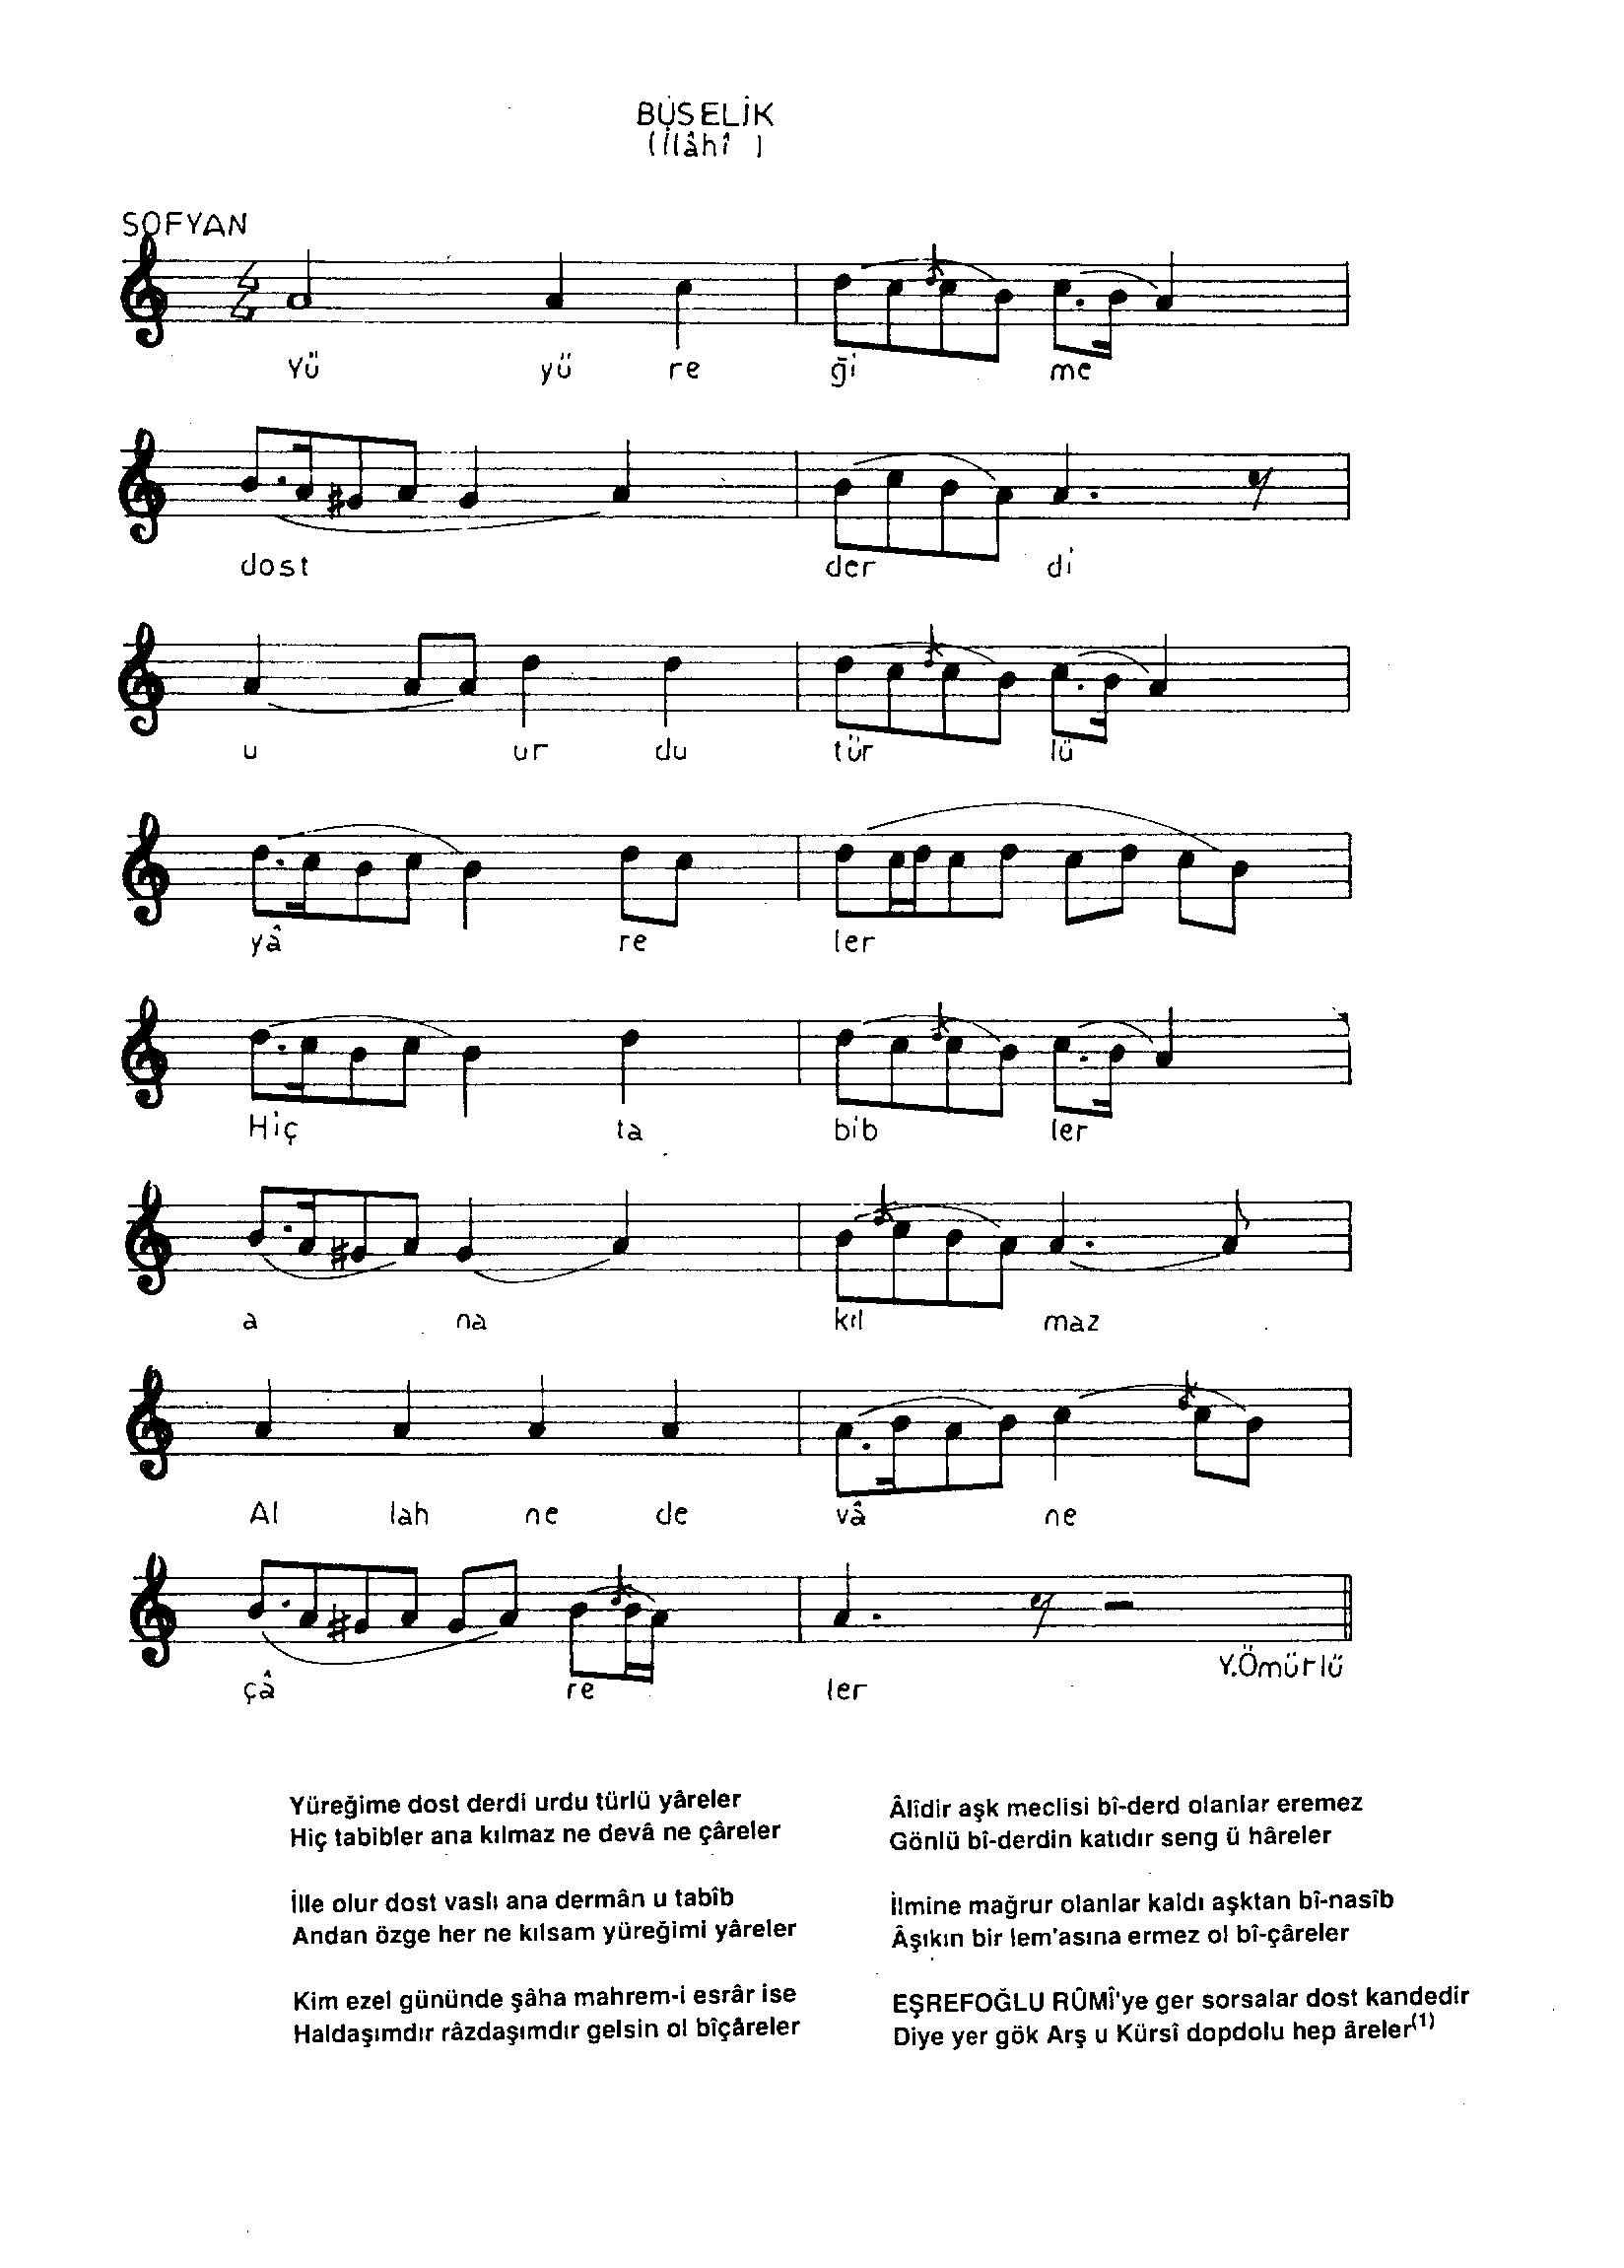 BÛSELİK
(İlâhî )
SOFYAN
4/4
Yü yü re ği me
dost der di
u ur du tür lü
yâ re ler
Hiç ta bib ler
a na kıl maz
Al lah ne de vâ ne
çâ re ler
Y.Ömürlü
Yüreğime dost derdi urdu türlü yâreler
Hiç tabibler ana kılmaz ne devâ ne çâreler
İlle olur dost vaslı ana dermân u tabîb
Andan özge her ne kılsam yüreğimi yâreler
Kim ezel gününde şâha mahrem-i esrâr ise
Haldaşımdır râzdaşımdır gelsin ol bîçâreler
Âlîdir aşk meclisi bî-derd olanlar eremez
Gönlü bî-derdin katıdır seng ü hâreler
İlmine mağrur olanlar kaldı aşktan bî-nasîb
Âşıkın bir lem'asına ermez ol bî-çâreler
EŞREFOĞLU RÛMÎ'ye ger sorsalar dost kandedir
Diye yer gök Arş u Kürsî dopdolu hep âreler(1)